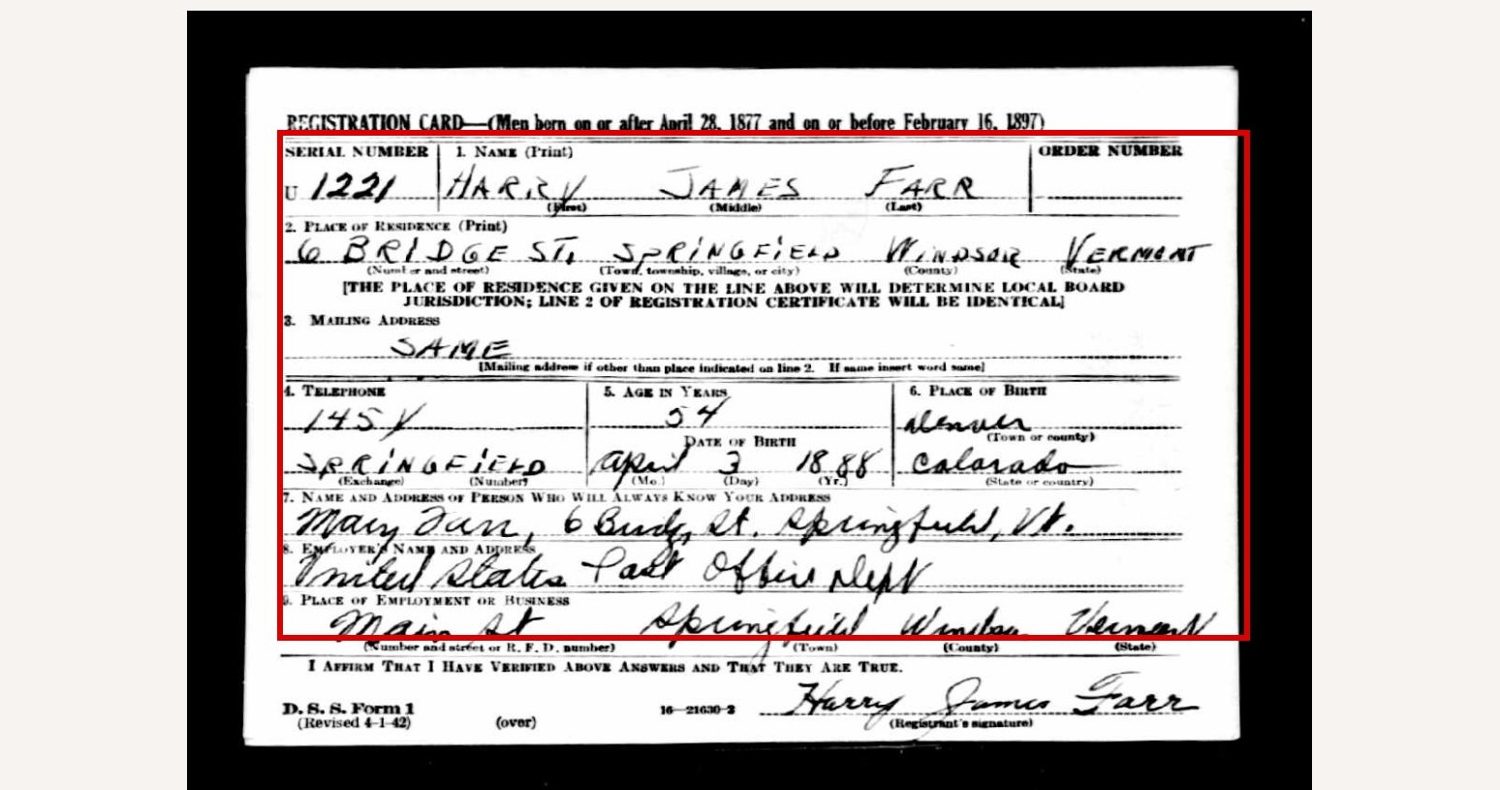 REGISTRATION CARD—(Men born on or after April 28, 1877 and on or before February 16, 1897)
SERIAL NUMBER 1. NAME (Print) ORDER NUMBER
U 1221 HARRY JAMES FARR
(First) (Middle) (Last)
2. PLACE OF RESIDENCE (Print)
6 BRIDGE ST. SPRINGFIELD WINDSOR VERMONT
(Number and street) (Town, township, village, or city) (County) (State)
[THE PLACE OF RESIDENCE GIVEN ON THE LINE ABOVE WILL DETERMINE LOCAL BOARD
JURISDICTION; LINE 2 OF REGISTRATION CERTIFICATE WILL BE IDENTICAL]
3. MAILING ADDRESS
SAME
[Mailing address if other than place indicated on line 2. If same insert word same]
4. TELEPHONE 5. AGE IN YEARS 6. PLACE OF BIRTH
145 54 Denver
DATE OF BIRTH (Town or county)
SPRINGFIELD April 3 1888 Colorado
(Exchange) (Number) (Mo.) (Day) (Yr.) (State or country)
7. NAME AND ADDRESS OF PERSON WHO WILL ALWAYS KNOW YOUR ADDRESS
Mary Farr, 6 Bridge St. Springfield, Vt.
8. EMPLOYER'S NAME AND ADDRESS
United States Post Office Dept
9. PLACE OF EMPLOYMENT OR BUSINESS
Main St Springfield Windsor Vermont
(Number and street or R. F. D. number) (Town) (County) (State)
I AFFIRM THAT I HAVE VERIFIED ABOVE ANSWERS AND THAT THEY ARE TRUE.
D. S. S. Form 1 16—21630-2 Harry James Farr
(Revised 4-1-42) (over) (Registrant's signature)